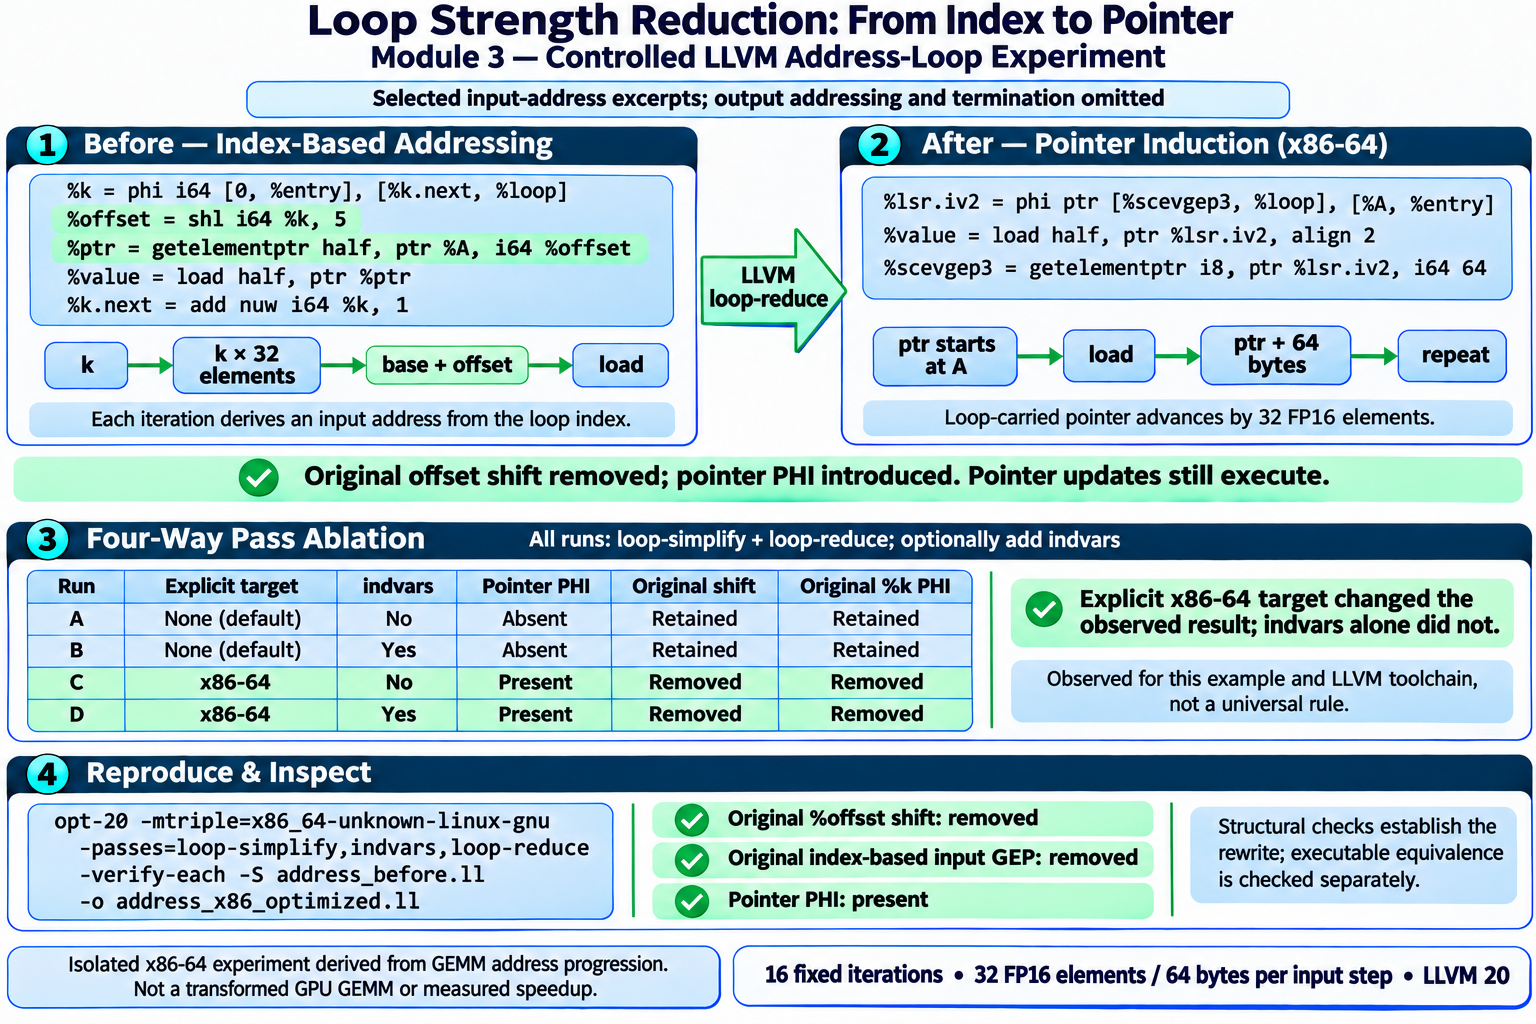 Loop Strength Reduction: From Index to Pointer
Module 3 — Controlled LLVM Address-Loop Experiment
Selected input-address excerpts; output addressing and termination omitted
1 Before — Index-Based Addressing
%k = phi i64 [0, %entry], [%k.next, %loop]
%offset = shl i64 %k, 5
%ptr = getelementptr half, ptr %A, i64 %offset
%value = load half, ptr %ptr
%k.next = add nuw i64 %k, 1
k
k × 32
elements
base + offset
load
Each iteration derives an input address from the loop index.
LLVM
loop-reduce
2 After — Pointer Induction (x86-64)
%lsr.iv2 = phi ptr [%scevgep3, %loop], [%A, %entry]
%value = load half, ptr %lsr.iv2, align 2
%scevgep3 = getelementptr i8, ptr %lsr.iv2, i64 64
ptr starts
at A
load
ptr + 64
bytes
repeat
Loop-carried pointer advances by 32 FP16 elements.
Original offset shift removed; pointer PHI introduced. Pointer updates still execute.
3 Four-Way Pass Ablation All runs: loop-simplify + loop-reduce; optionally add indvars
Run Explicit target indvars Pointer PHI Original shift Original %k PHI
A None (default) No Absent Retained Retained
B None (default) Yes Absent Retained Retained
C x86-64 No Present Removed Removed
D x86-64 Yes Present Removed Removed
Explicit x86-64 target changed the
observed result; indvars alone did not.
Observed for this example and LLVM toolchain,
not a universal rule.
4 Reproduce & Inspect
opt-20 -mtriple=x86_64-unknown-linux-gnu
-passes=loop-simplify,indvars,loop-reduce
-verify-each -S address_before.ll
-o address_x86_optimized.ll
Original %offsst shift: removed
Original index-based input GEP: removed
Pointer PHI: present
Structural checks establish the
rewrite; executable equivalence
is checked separately.
Isolated x86-64 experiment derived from GEMM address progression.
Not a transformed GPU GEMM or measured speedup.
16 fixed iterations • 32 FP16 elements / 64 bytes per input step • LLVM 20